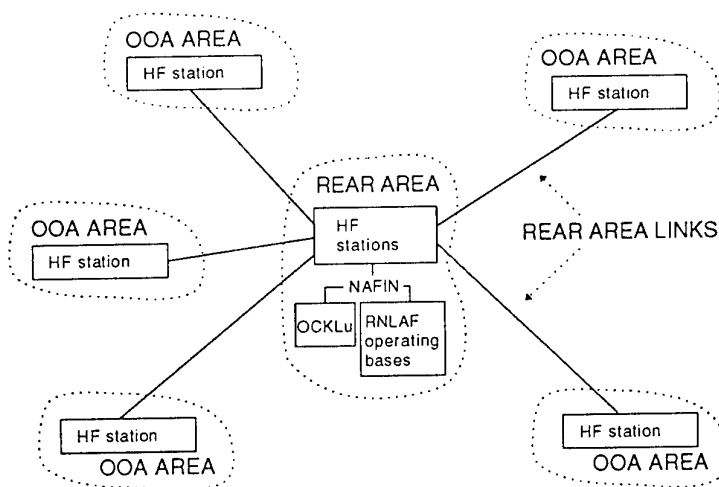 OOA AREA
HF station
OOA AREA
HF station
REAR AREA
HF
stations
OOA AREA
HF station
REAR AREA LINKS
NAFIN
OCKLu
RNLAF
operating
bases
HF station
OOA AREA
HF station
OOA AREA